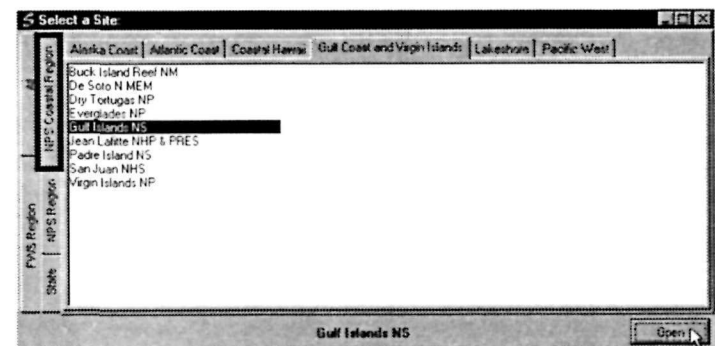 Select a Site:
Alaska Coast Atlantic Coast Coastal Hawaii Gulf Coast and Virgin Islands Lakeshore Pacific West
All
NPS Coastal Region
FWS Region
NPS Region
State
Buck Island Reef NM
De Soto N MEM
Dry Tortugas NP
Everglades NP
Gulf Islands NS
Jean Lafitte NHP & PRES
Padre Island NS
San Juan NHS
Virgin Islands NP
Gulf Islands NS
Open